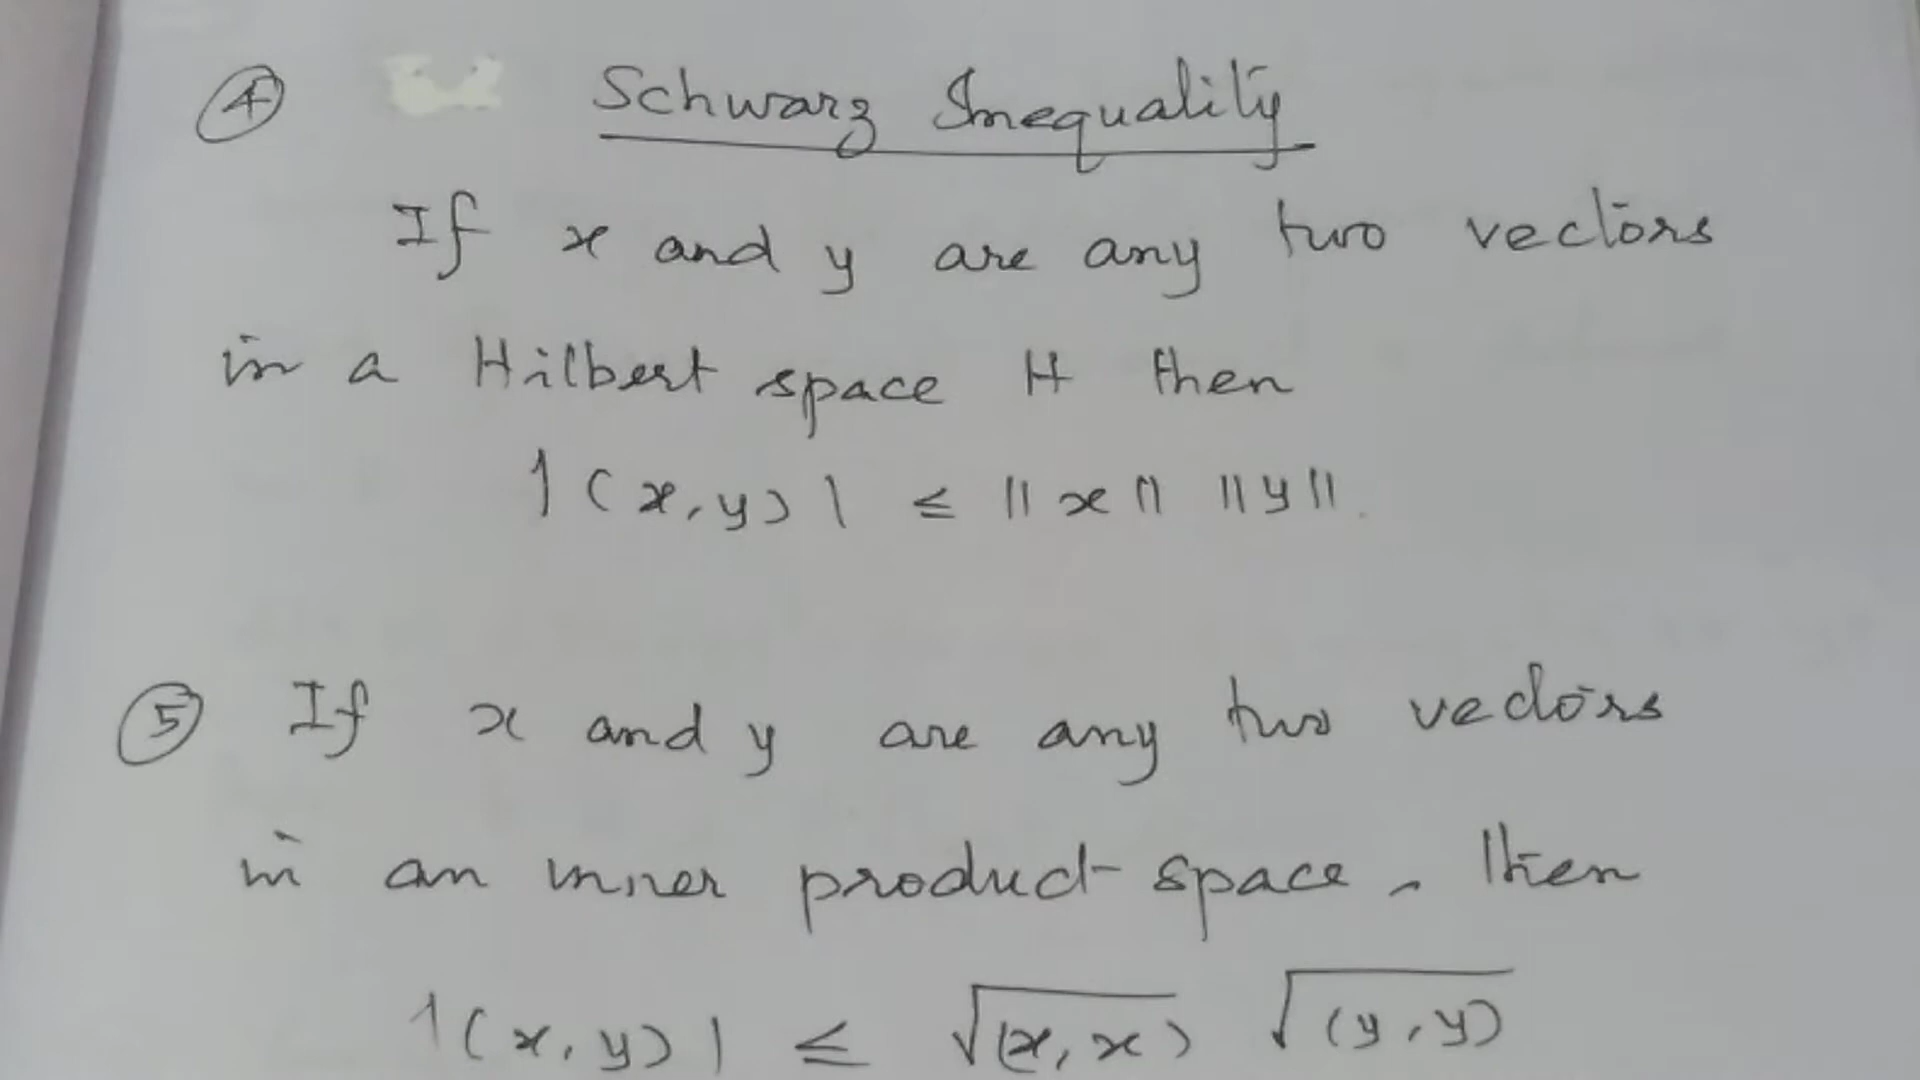 ④ Schwarz Inequality
If x and y are any two vectors
in a Hilbert space H then
|(x,y)| ≤ ||x|| ||y||.
⑤ If x and y are any two vectors
in an inner product space, then
|(x,y)| ≤ √(x,x) √(y,y)